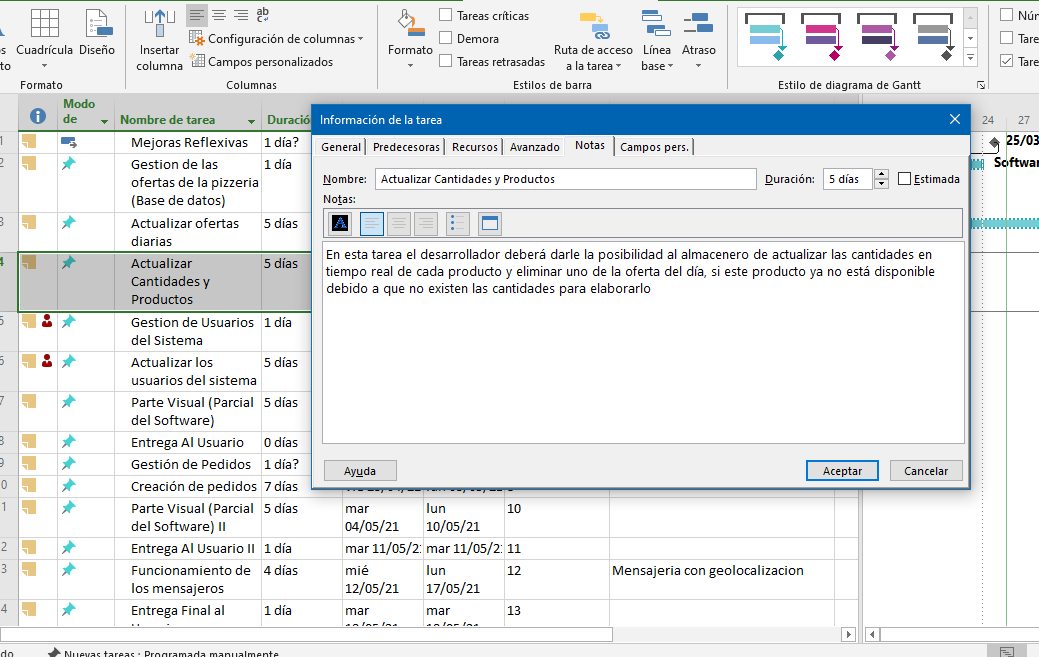 Cuadrícula
Diseño
Formato
Insertar
columna
Configuración de columnas
Campos personalizados
Columnas
Formato
Tareas críticas
Demora
Tareas retrasadas
Ruta de acceso
a la tarea
Línea
base
Atraso
Estilos de barra
Estilo de diagrama de Gantt
Núm
Tare
Tare
Modo
de
Nombre de tarea
Duració
24 27
1 Mejoras Reflexivas 1 día?
25/03
2 Gestion de las 1 día
ofertas de la pizzeria
(Base de datos)
Softwar
3 Actualizar ofertas 5 días
diarias
4 Actualizar 5 días
Cantidades y
Productos
5 Gestion de Usuarios 1 día
del Sistema
6 Actualizar los 5 días
usuarios del sistema
7 Parte Visual (Parcial 5 días
del Software)
8 Entrega Al Usuario 0 días
9 Gestión de Pedidos 1 día?
0 Creación de pedidos 7 días
1 Parte Visual (Parcial 5 días mar lun 10
del Software) II 04/05/21 10/05/21
2 Entrega Al Usuario II 1 día mar 11/05/2 mar 11/05/2 11
3 Funcionamiento de 4 días mié lun 12 Mensajeria con geolocalizacion
los mensajeros 12/05/21 17/05/21
4 Entrega Final al 1 día mar mar 13
Información de la tarea
General Predecesoras Recursos Avanzado Notas Campos pers.
Nombre: Actualizar Cantidades y Productos Duración: 5 días Estimada
Notas:
En esta tarea el desarrollador deberá darle la posibilidad al almacenero de actualizar las cantidades en
tiempo real de cada producto y eliminar uno de la oferta del día, si este producto ya no está disponible
debido a que no existen las cantidades para elaborarlo
Ayuda Aceptar Cancelar
Nuevas tareas : Programada manualmente